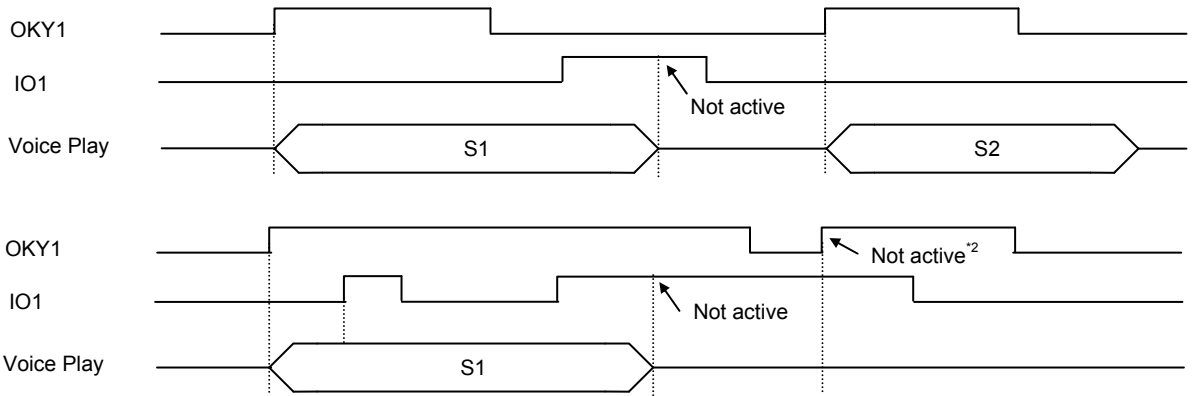 OKY1
IO1
Not active
Voice Play S1 S2
OKY1
Not active*2
IO1
Not active
Voice Play S1